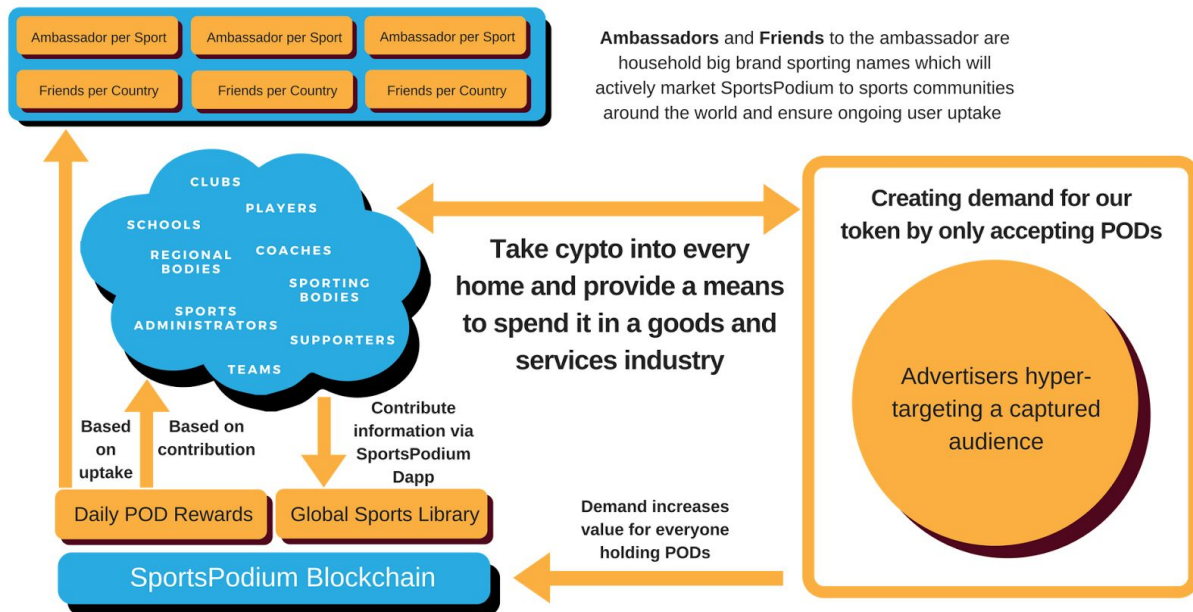 Ambassador per Sport
Ambassador per Sport
Ambassador per Sport
Friends per Country
Friends per Country
Friends per Country
Ambassadors and Friends to the ambassador are
household big brand sporting names which will
actively market SportsPodium to sports communities
around the world and ensure ongoing user uptake
CLUBS
PLAYERS
SCHOOLS
COACHES
REGIONAL
BODIES
SPORTING
BODIES
SPORTS
ADMINISTRATORS
SUPPORTERS
TEAMS
Take cypto into every
home and provide a means
to spend it in a goods and
services industry
Creating demand for our
token by only accepting PODs
Advertisers hyper-
targeting a captured
audience
Based
on
uptake
Based on
contribution
Contribute
information via
SportsPodium
Dapp
Daily POD Rewards
Global Sports Library
SportsPodium Blockchain
Demand increases
value for everyone
holding PODs